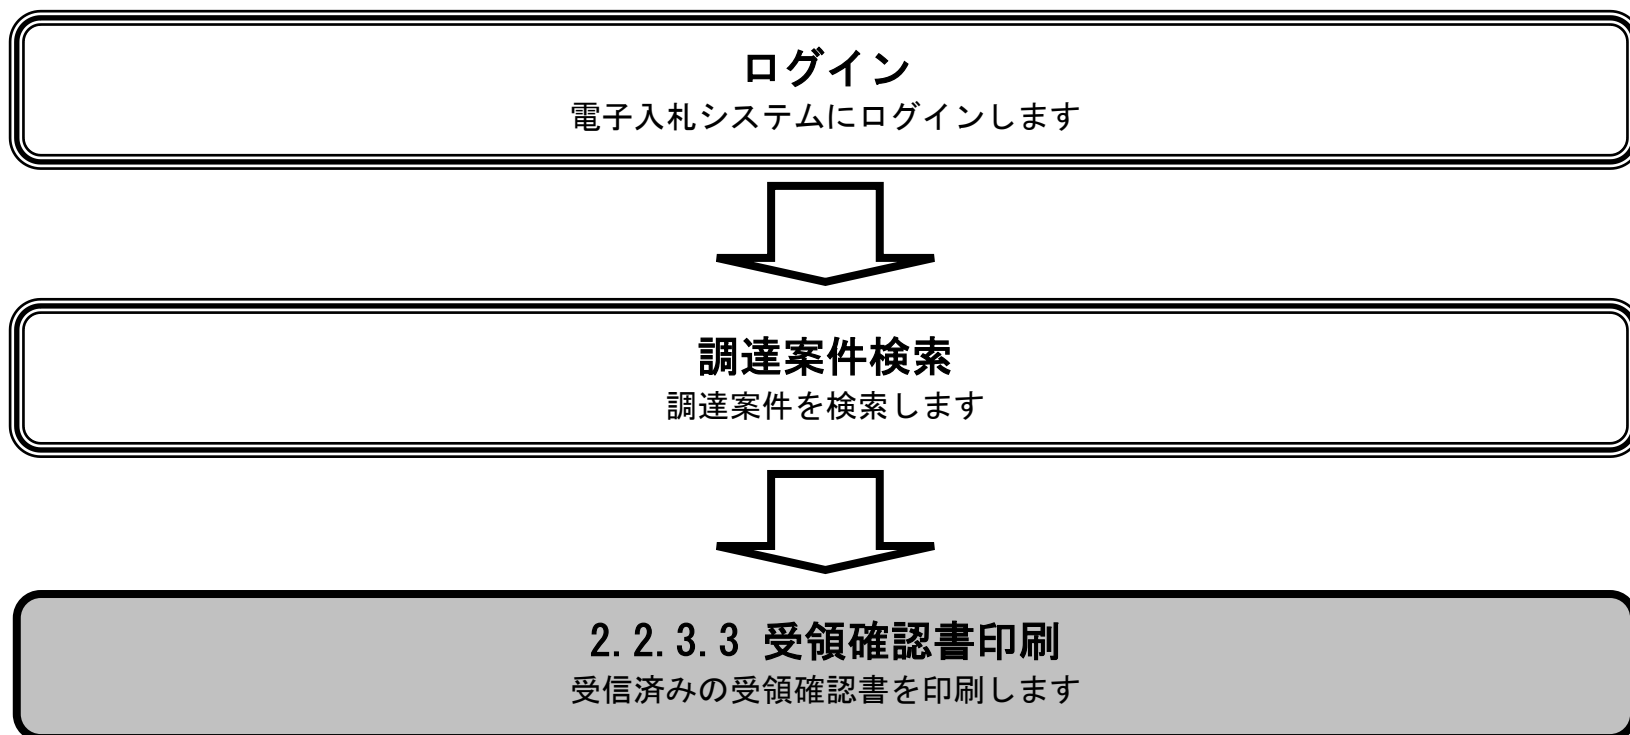 ログイン
電子入札システムにログインします
調達案件検索
調達案件を検索します
2.2.3.3 受領確認書印刷
受信済みの受領確認書を印刷します